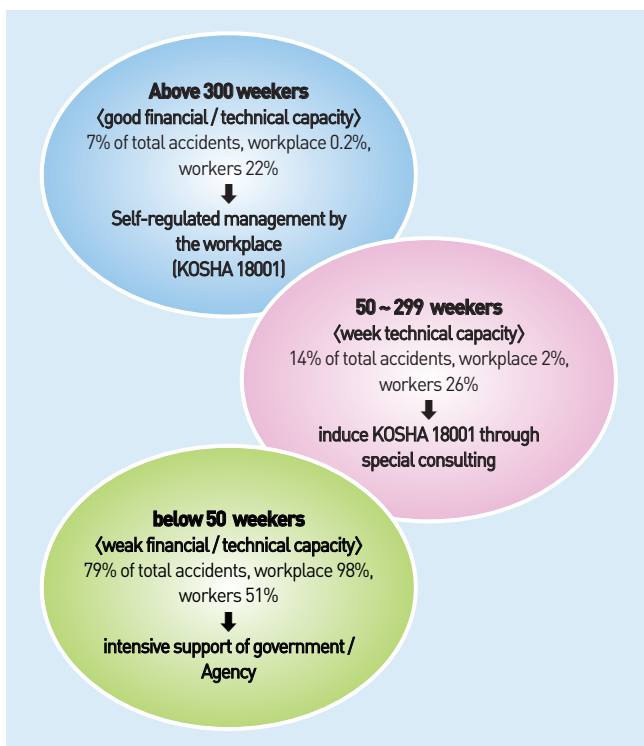 Above 300 weekers
〈good financial / technical capacity〉
7% of total accidents, workplace 0.2%,
workers 22%
⬇
Self-regulated management by
the workplace
(KOSHA 18001)
50 ~ 299 weekers
〈week technical capacity〉
14% of total accidents, workplace 2%,
workers 26%
⬇
induce KOSHA 18001 through
special consulting
below 50 weekers
〈weak financial / technical capacity〉
79% of total accidents, workplace 98%,
workers 51%
⬇
intensive support of government /
Agency